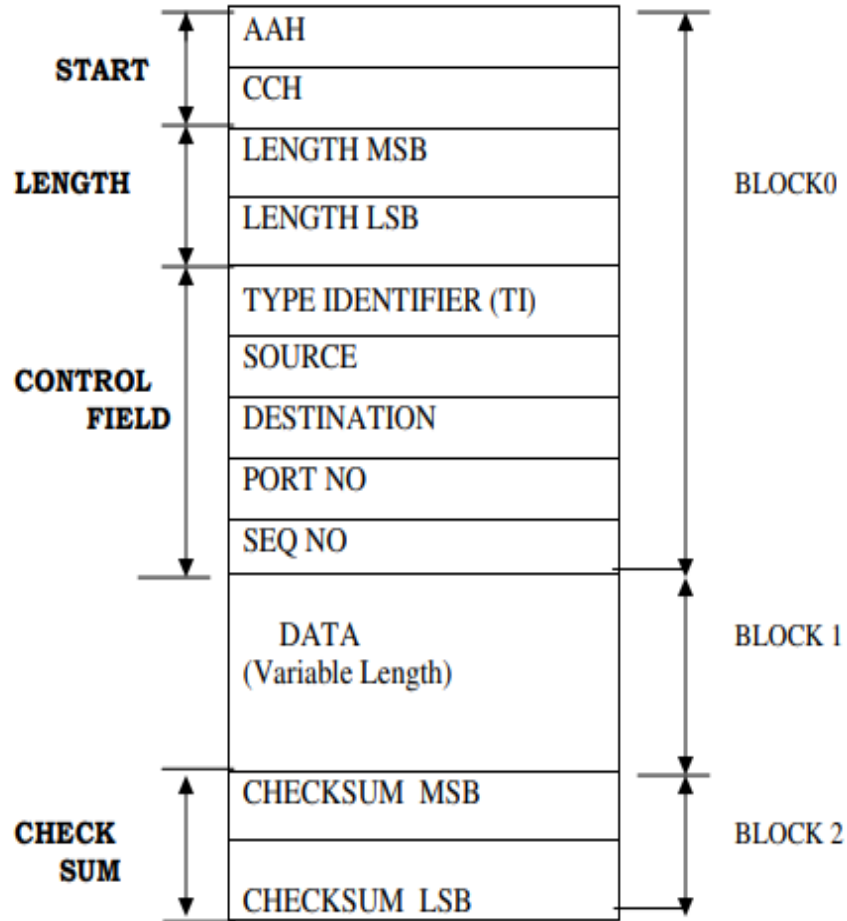 AAH
START
CCH
LENGTH MSB
LENGTH
BLOCK0
LENGTH LSB
TYPE IDENTIFIER (TI)
SOURCE
CONTROL
FIELD
DESTINATION
PORT NO
SEQ NO
DATA
(Variable Length)
BLOCK 1
CHECKSUM MSB
CHECK
SUM
BLOCK 2
CHECKSUM LSB